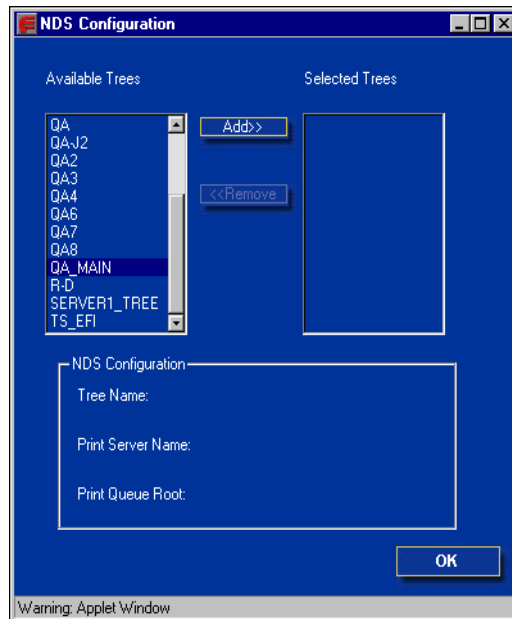 NDS Configuration
Available Trees
Selected Trees
QA
QA-J2
QA2
QA3
QA4
QA6
QA7
QA8
QA_MAIN
R-D
SERVER1_TREE
TS_EFI
Add>>
<<Remove
NDS Configuration
Tree Name:
Print Server Name:
Print Queue Root:
OK
Warning: Applet Window